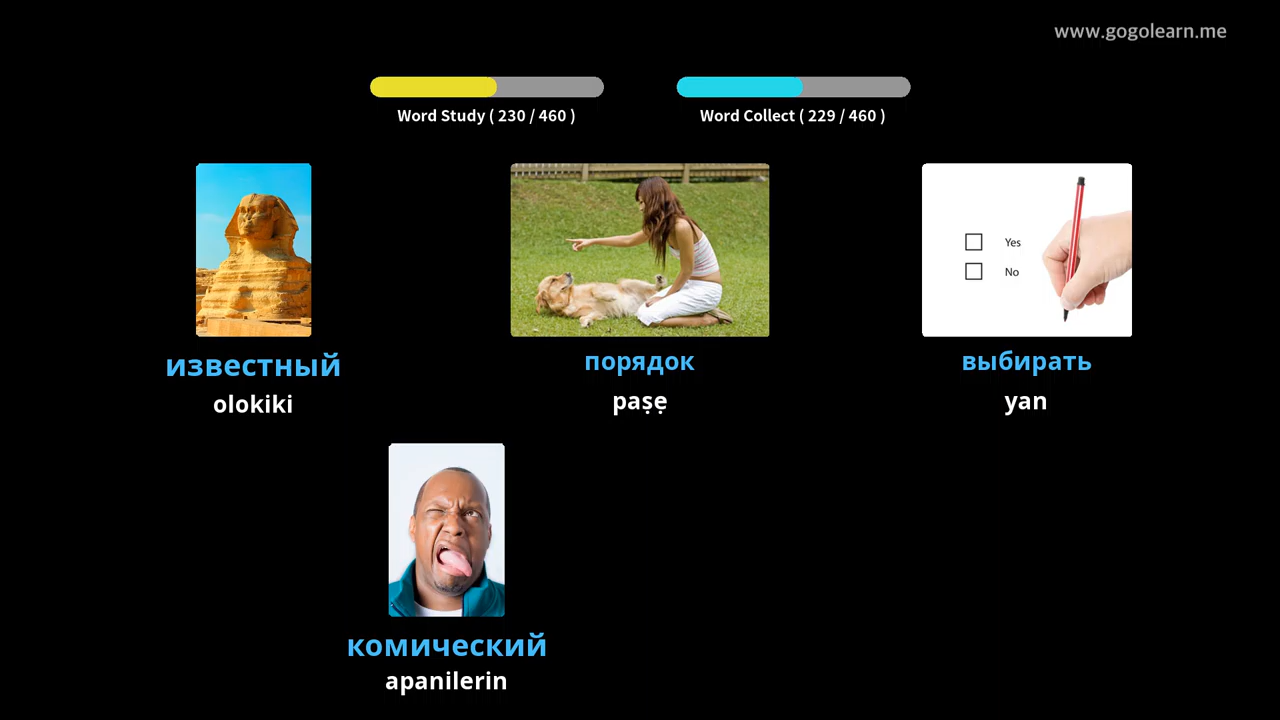 www.gogolearn.me
Word Study ( 230 / 460 )
Word Collect ( 229 / 460 )
Yes
No
известный
порядок
выбирать
olokiki
paṣẹ
yan
комический
apanilerin